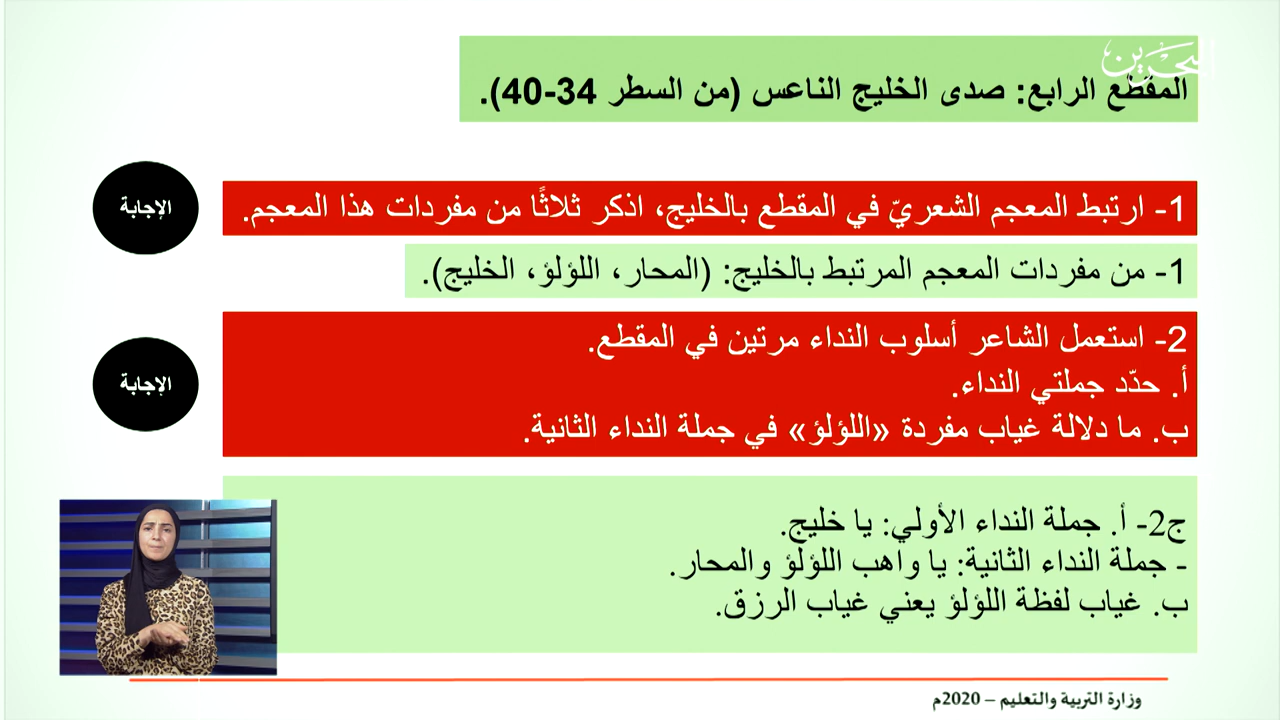 البحرين
المقطع الرابع: صدى الخليج الناعس (من السطر 34-40).
1- ارتبط المعجم الشعريّ في المقطع بالخليج، اذكر ثلاثًا من مفردات هذا المعجم.
الإجابة
1- من مفردات المعجم المرتبط بالخليج: (المحار، اللؤلؤ، الخليج).
2- استعمل الشاعر أسلوب النداء مرتين في المقطع.
أ. حدّد جملتي النداء.
ب. ما دلالة غياب مفردة «اللؤلؤ» في جملة النداء الثانية.
الإجابة
ج2- أ. جملة النداء الأولي: يا خليج.
- جملة النداء الثانية: يا واهب اللؤلؤ والمحار.
ب. غياب لفظة اللؤلؤ يعني غياب الرزق.
وزارة التربية والتعليم – 2020م